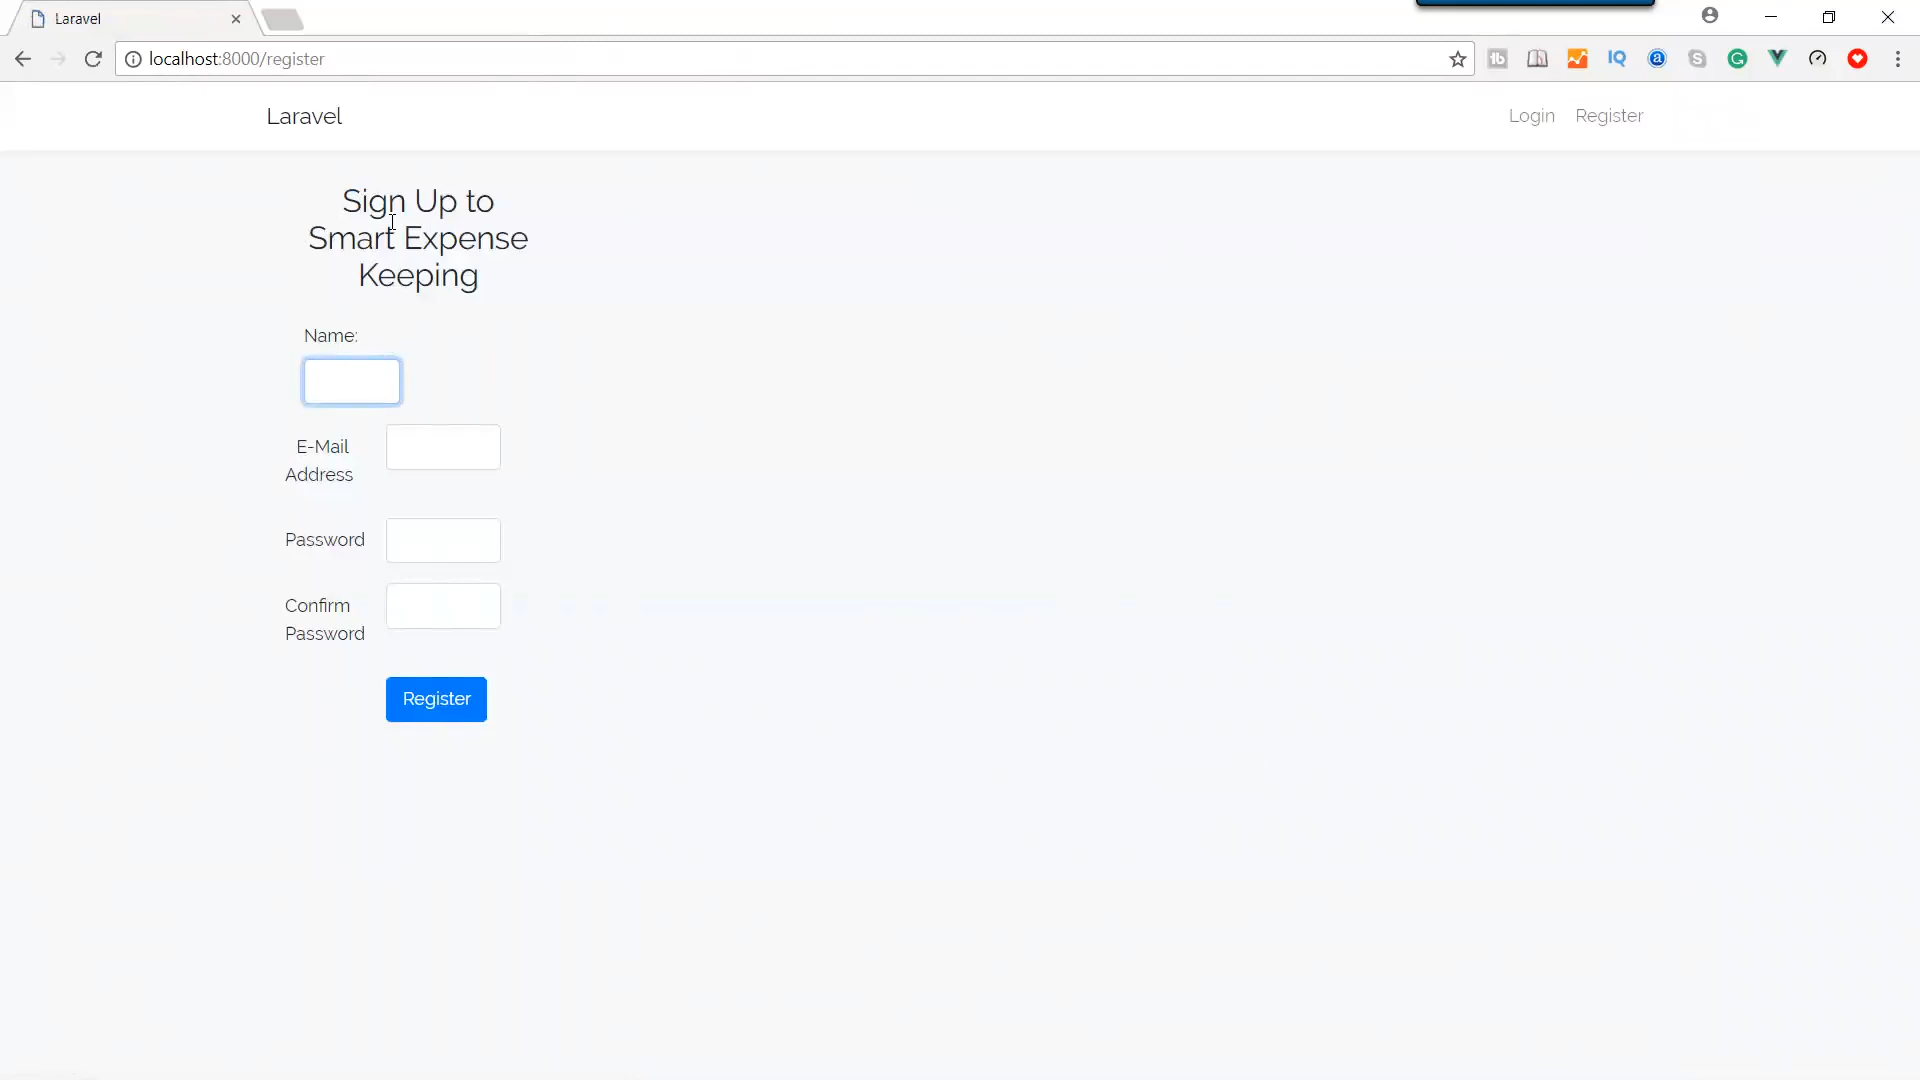 Laravel
localhost:8000/register
Laravel
Login Register
Sign Up to
Smart Expense
Keeping
Name:
E-Mail
Address
Password
Confirm
Password
Register